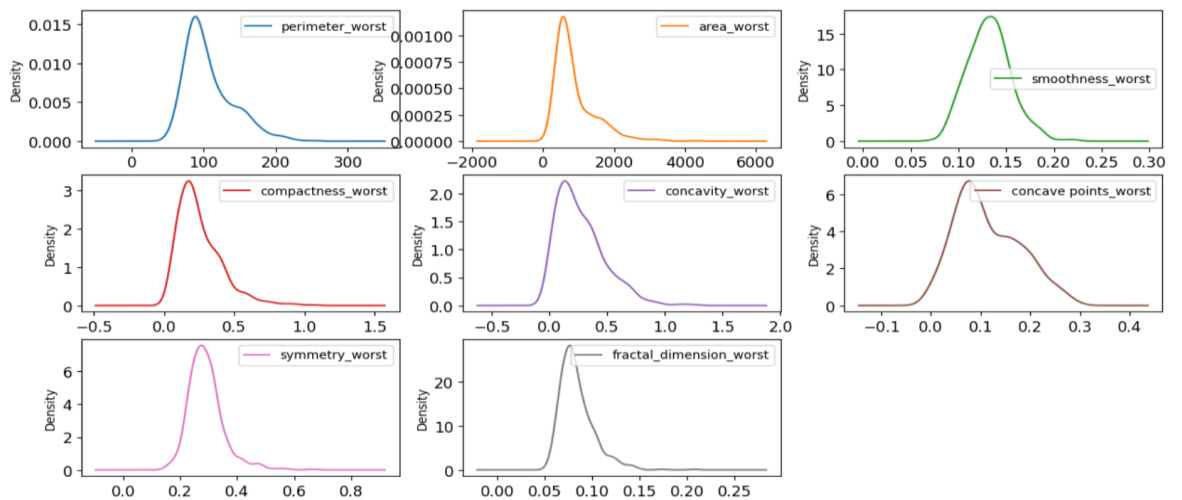 perimeter_worst
Density
0.015
0.010
0.005
0.000
0 100 200 300
area_worst
Density
0.00100
0.00075
0.00050
0.00025
0.00000
−2000 0 2000 4000 6000
smoothness_worst
Density
15
10
5
0
0.00 0.05 0.10 0.15 0.20 0.25 0.30
compactness_worst
Density
3
2
1
0
−0.5 0.0 0.5 1.0 1.5
concavity_worst
Density
2.0
1.5
1.0
0.5
0.0
−0.5 0.0 0.5 1.0 1.5 2.0
concave points_worst
Density
6
4
2
0
−0.1 0.0 0.1 0.2 0.3 0.4
symmetry_worst
Density
6
4
2
0
0.0 0.2 0.4 0.6 0.8
fractal_dimension_worst
Density
20
10
0
0.00 0.05 0.10 0.15 0.20 0.25